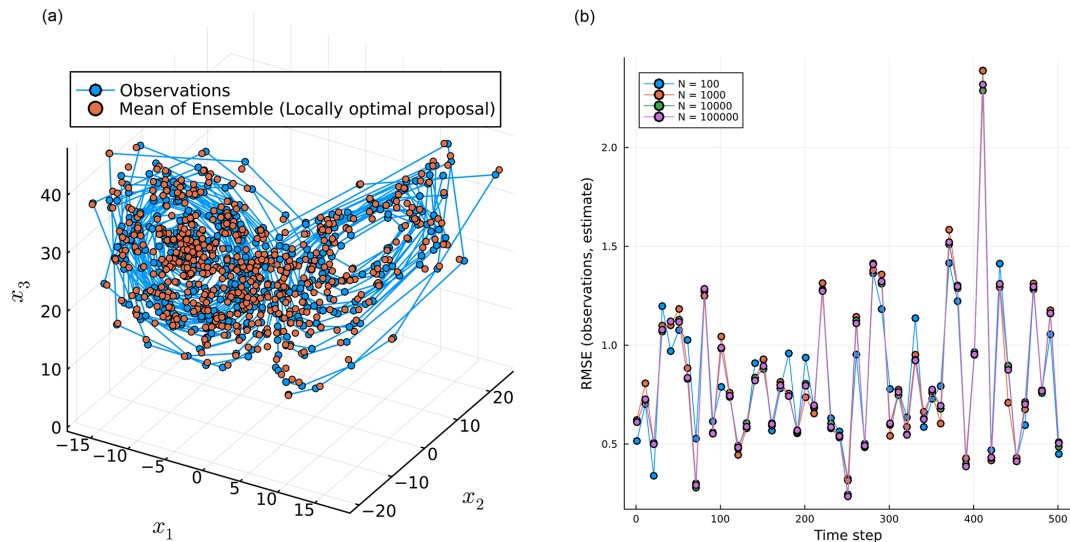 (a)
Observations
Mean of Ensemble (Locally optimal proposal)
40
30
20
10
0
x₃
−15
−10
−5
0
5
10
15
x₁
−20
−10
0
10
20
x₂
(b)
N = 100
N = 1000
N = 10000
N = 100000
RMSE (observations, estimate)
2.0
1.5
1.0
0.5
0
100
200
300
400
500
Time step